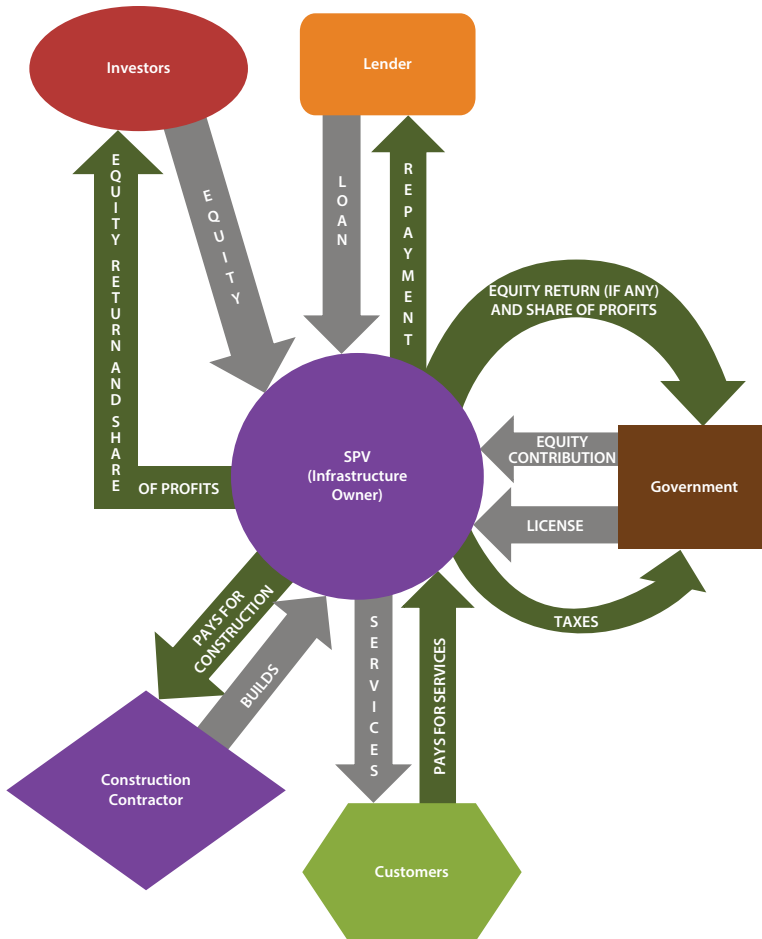 Investors
Lender
EQUITY RETURN AND SHARE
OF PROFITS
EQUITY
LOAN
REPAYMENT
EQUITY RETURN (IF ANY)
AND SHARE OF PROFITS
SPV
(Infrastructure
Owner)
EQUITY
CONTRIBUTION
LICENSE
Government
TAXES
PAYS FOR
CONSTRUCTION
BUILDS
SERVICES
PAYS FOR SERVICES
Construction
Contractor
Customers